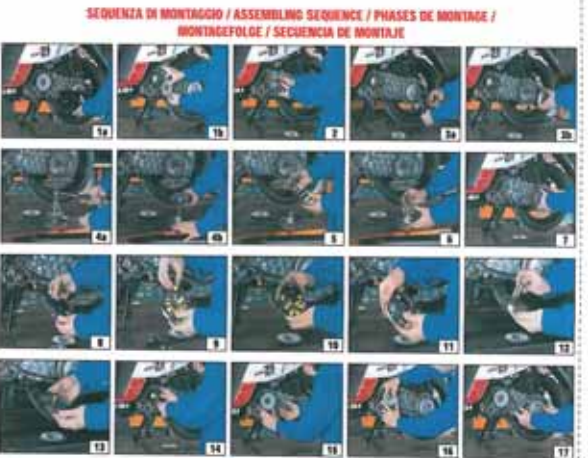 SEQUENZA DI MONTAGGIO / ASSEMBLING SEQUENCE / PHASES DE MONTAGE /
MONTAGEFOLGE / SECUENCIA DE MONTAJE
1a 1b 2 3a 3b
4a 4b 5 6 7
8 9 10 11 12
13 14 15 16 17